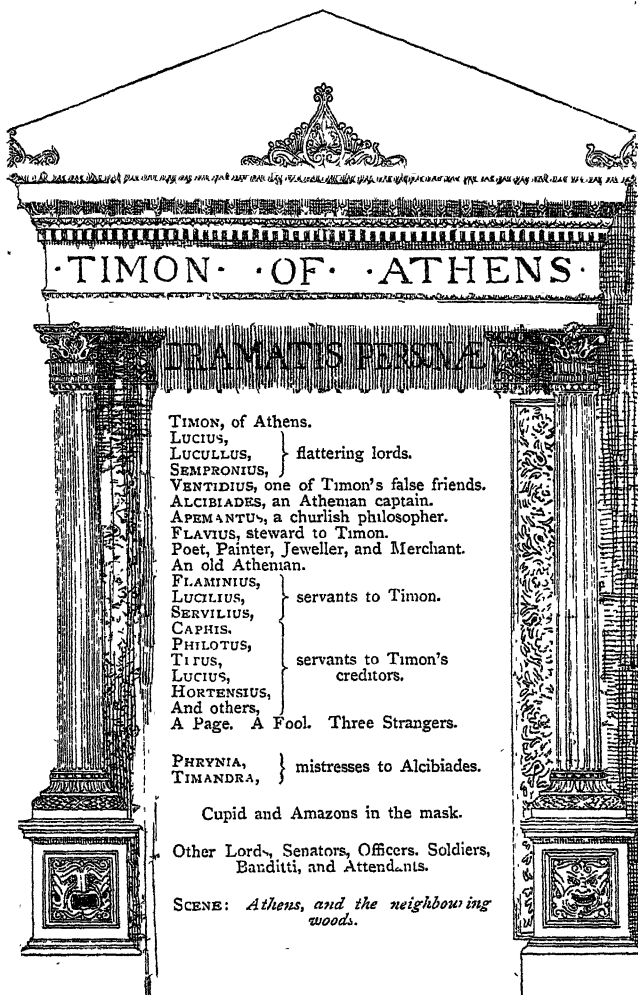 ·TIMON· ·OF· ·ATHENS·
DRAMATIS PERSONÆ
TIMON, of Athens.
LUCIUS,
LUCULLUS, } flattering lords.
SEMPRONIUS,
VENTIDIUS, one of Timon's false friends.
ALCIBIADES, an Athenian captain.
APEMANTUS, a churlish philosopher.
FLAVIUS, steward to Timon.
Poet, Painter, Jeweller, and Merchant.
An old Athenian.
FLAMINIUS,
LUCILIUS, } servants to Timon.
SERVILIUS,
CAPHIS,
PHILOTUS,
TITUS, } servants to Timon's
LUCIUS, creditors.
HORTENSIUS,
And others,
A Page. A Fool. Three Strangers.
PHRYNIA, } mistresses to Alcibiades.
TIMANDRA,
Cupid and Amazons in the mask.
Other Lords, Senators, Officers. Soldiers,
Banditti, and Attendants.
SCENE: Athens, and the neighbouring
woods.